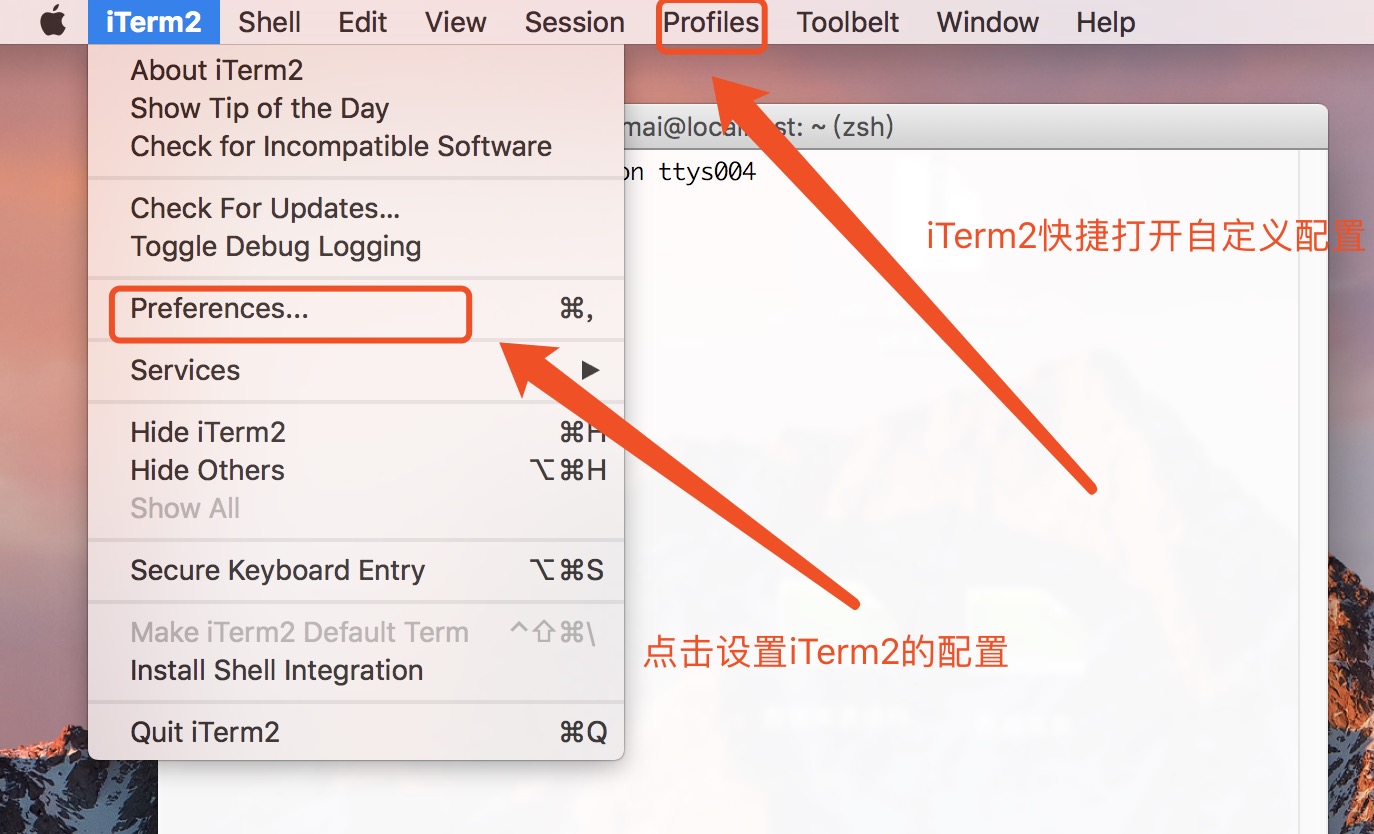 iTerm2 Shell Edit View Session Profiles Toolbelt Window Help
About iTerm2
Show Tip of the Day
Check for Incompatible Software
Check For Updates...
Toggle Debug Logging
Preferences... ⌘,
Services ▶
Hide iTerm2 ⌘H
Hide Others ⌥⌘H
Show All
Secure Keyboard Entry ⌥⌘S
Make iTerm2 Default Term ^⇧⌘\
Install Shell Integration
Quit iTerm2 ⌘Q
: ~ (zsh)
on ttys004
iTerm2快捷打开自定义配置
点击设置iTerm2的配置